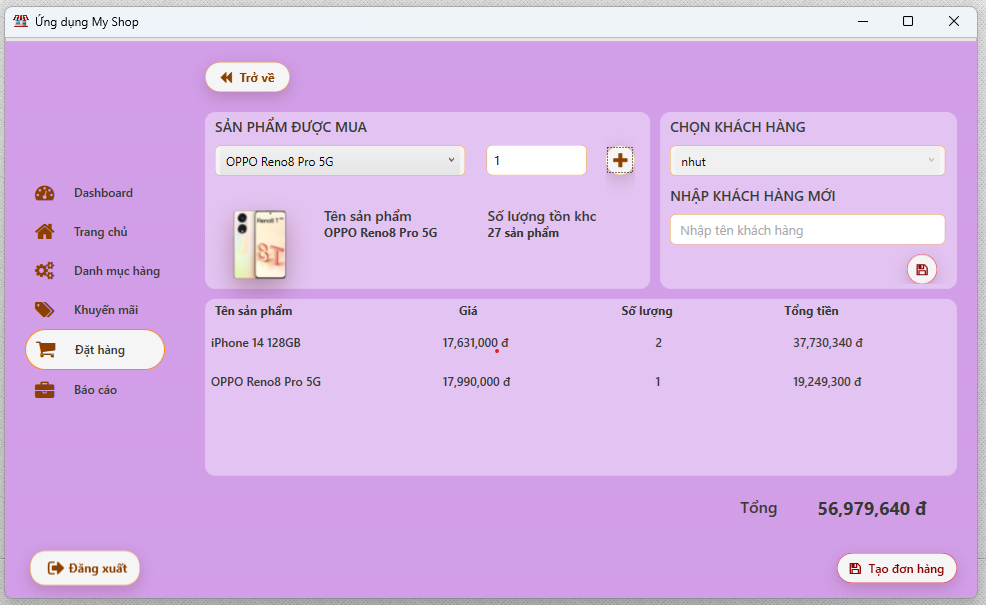 Ứng dụng My Shop
Trở về
SẢN PHẨM ĐƯỢC MUA
OPPO Reno8 Pro 5G
1
Tên sản phẩm
OPPO Reno8 Pro 5G
Số lượng tồn kho
27 sản phẩm
CHỌN KHÁCH HÀNG
nhut
NHẬP KHÁCH HÀNG MỚI
Nhập tên khách hàng
Dashboard
Trang chủ
Danh mục hàng
Khuyến mãi
Đặt hàng
Báo cáo
Tên sản phẩm Giá Số lượng Tổng tiền
iPhone 14 128GB 17,631,000 đ 2 37,730,340 đ
OPPO Reno8 Pro 5G 17,990,000 đ 1 19,249,300 đ
Tổng 56,979,640 đ
Đăng xuất
Tạo đơn hàng